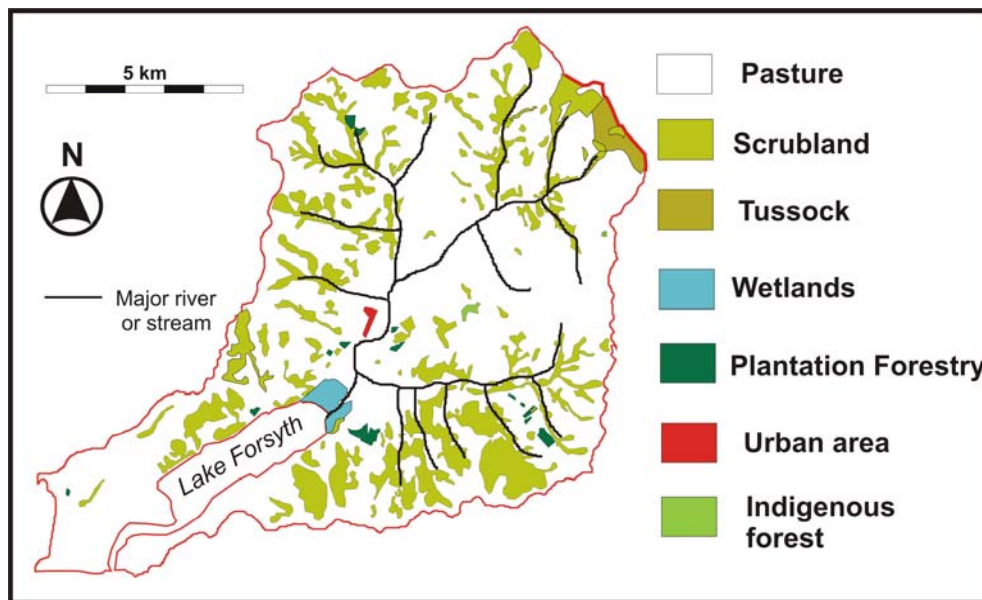 5 km
N
Major river
or stream
Lake Forsyth
Pasture
Scrubland
Tussock
Wetlands
Plantation Forestry
Urban area
Indigenous
forest